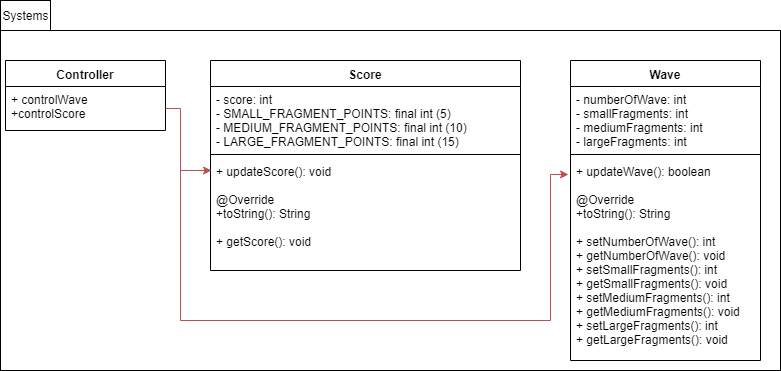 Systems
Controller
+ controlWave
+controlScore
Score
- score: int
- SMALL_FRAGMENT_POINTS: final int (5)
- MEDIUM_FRAGMENT_POINTS: final int (10)
- LARGE_FRAGMENT_POINTS: final int (15)
+ updateScore(): void
@Override
+toString(): String
+ getScore(): void
Wave
- numberOfWave: int
- smallFragments: int
- mediumFragments: int
- largeFragments: int
+ updateWave(): boolean
@Override
+toString(): String
+ setNumberOfWave(): int
+ getNumberOfWave(): void
+ setSmallFragments(): int
+ getSmallFragments(): void
+ setMediumFragments(): int
+ getMediumFragments(): void
+ setLargeFragments(): int
+ getLargeFragments(): void